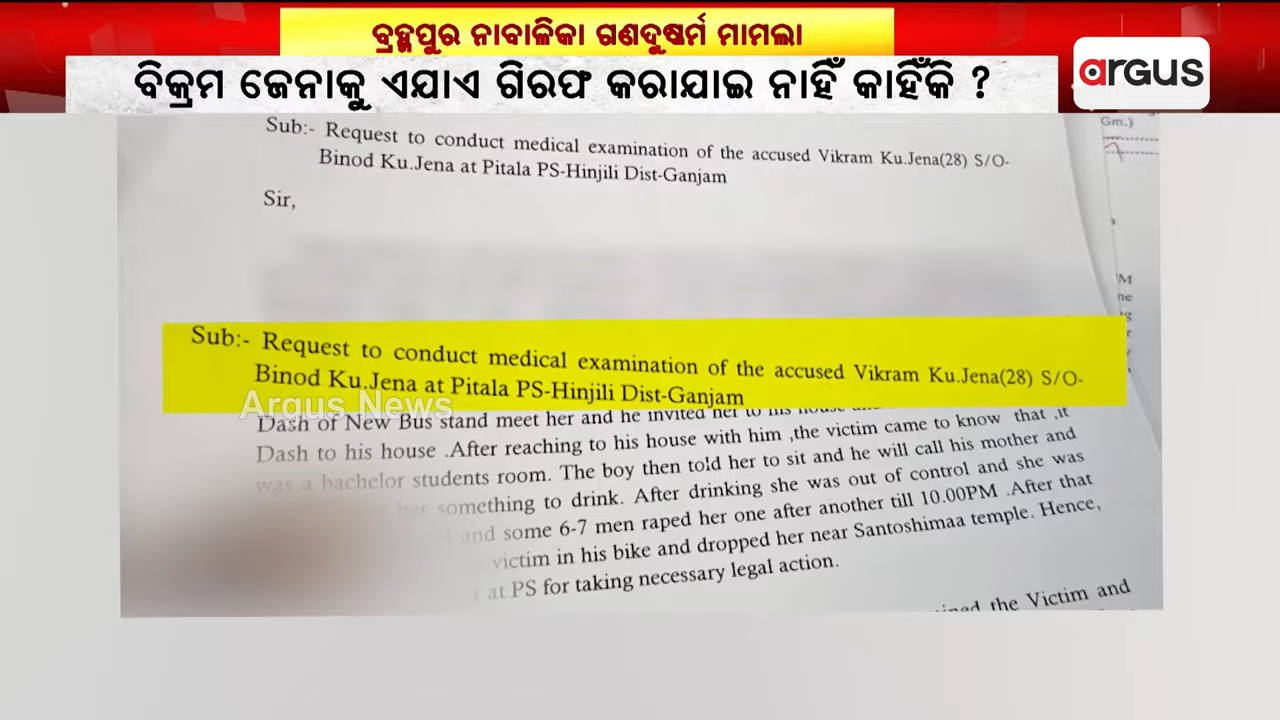 ବ୍ରହ୍ମପୁର ନାବାଳିକା ଗଣଦୁଷ୍କର୍ମ ମାମଲା
ବିକ୍ରମ ଜେନାକୁ ଏଯାଏ ଗିରଫ କରାଯାଇ ନାହିଁ କାହିଁକି ?
argus
Gm.)
Sub:- Request to conduct medical examination of the accused Vikram Ku.Jena(28) S/O-
Binod Ku.Jena at Pitala PS-Hinjili Dist-Ganjam
Sir,
Sub:- Request to conduct medical examination of the accused Vikram Ku.Jena(28) S/O-
Binod Ku.Jena at Pitala PS-Hinjili Dist-Ganjam
Argus News
Dash of New Bus stand meet her and he invited her to his house
Dash to his house .After reaching to his house with him ,the victim came to know that ,it
was a bachelor students room. The boy then told her to sit and he will call his mother and
her something to drink. After drinking she was out of control and she was
and some 6-7 men raped her one after another till 10.00PM .After that
victim in his bike and dropped her near Santoshimaa temple. Hence,
at PS for taking necessary legal action.
the Victim and